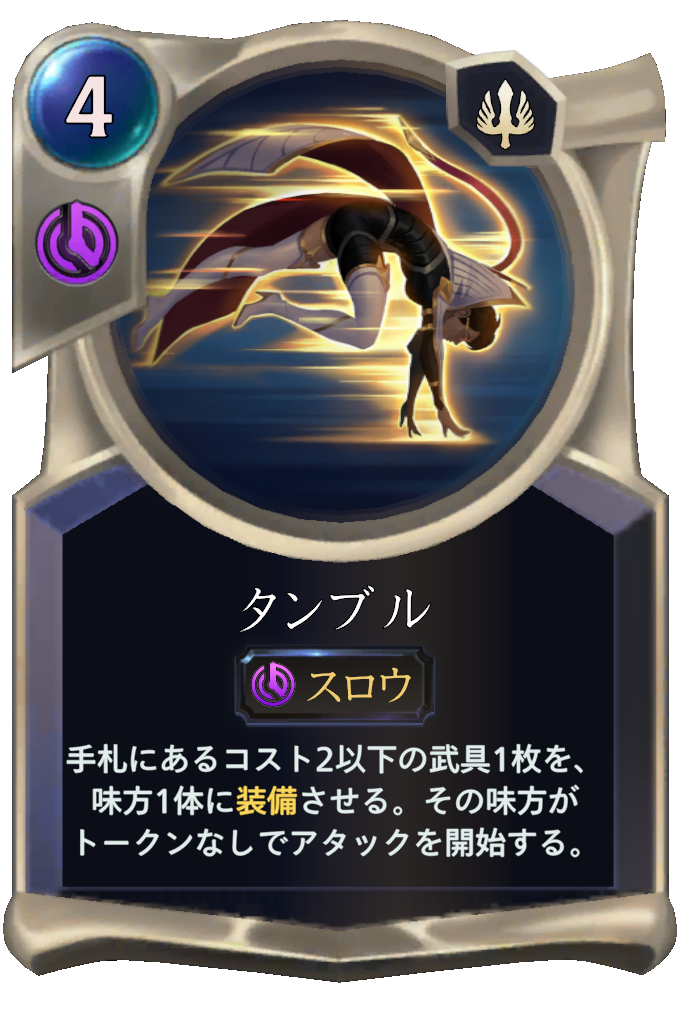 4
タンブル
スロウ
手札にあるコスト2以下の武具1枚を、
味方1体に装備させる。その味方が
トークンなしでアタックを開始する。